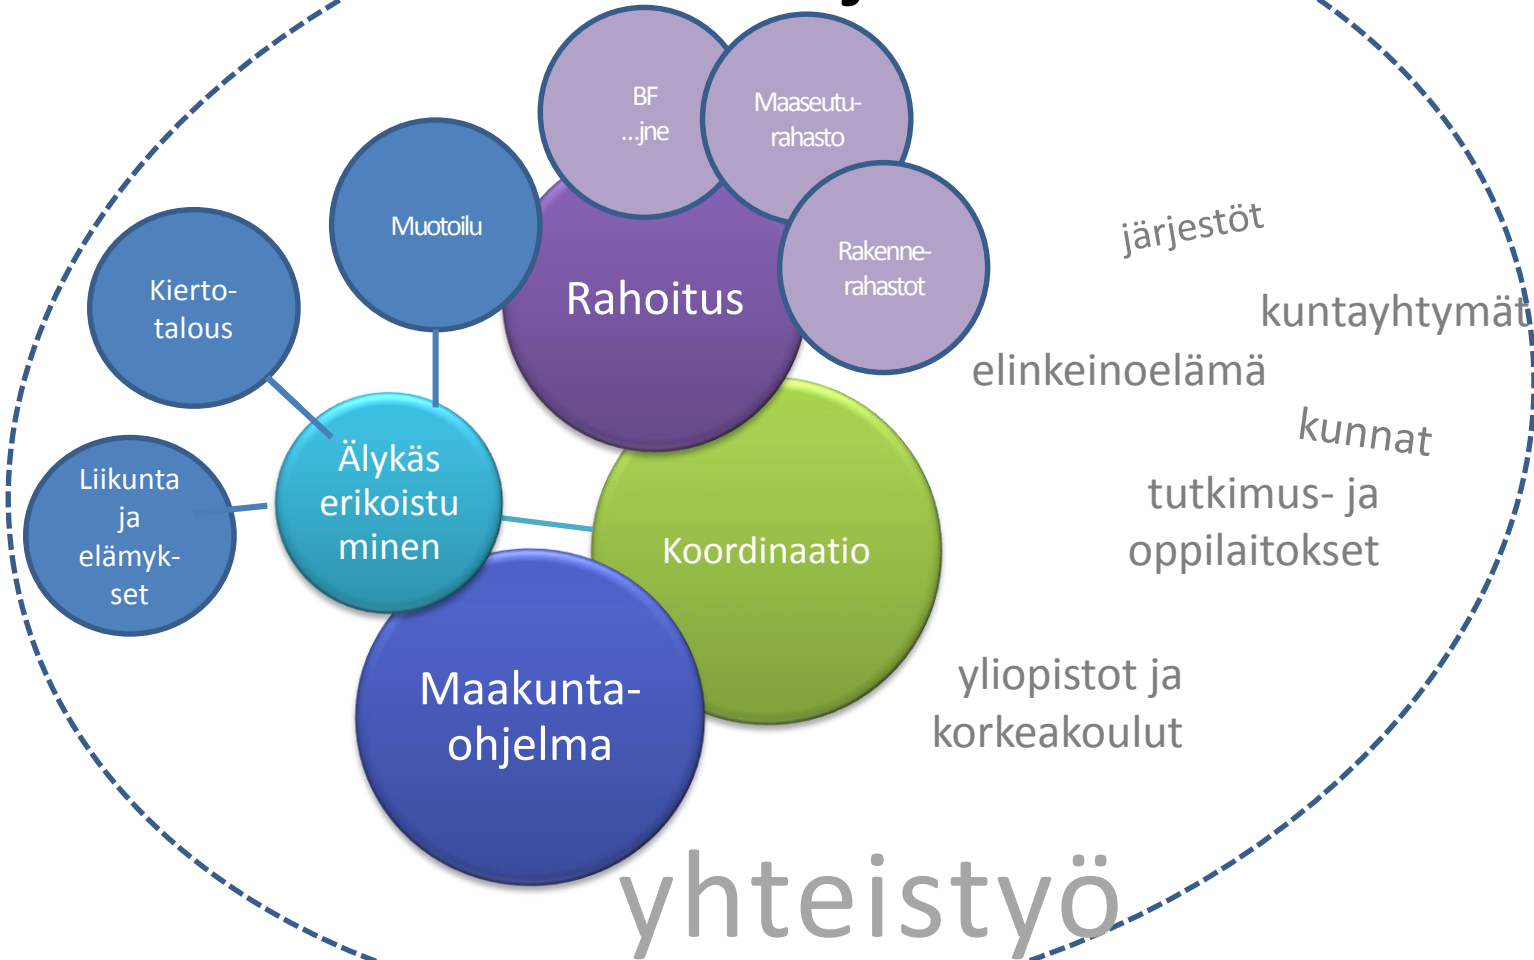 BF
...jne
Maaseutu-
rahasto
Muotoilu
Rakenne-
rahastot
Kierto-
talous
Rahoitus
järjestöt
kuntayhtymät
elinkeinoelämä
kunnat
Älykäs
erikoistu
minen
Liikunta
ja
elämyk-
set
Koordinaatio
tutkimus- ja
oppilaitokset
Maakunta-
ohjelma
yliopistot ja
korkeakoulut
yhteistyö